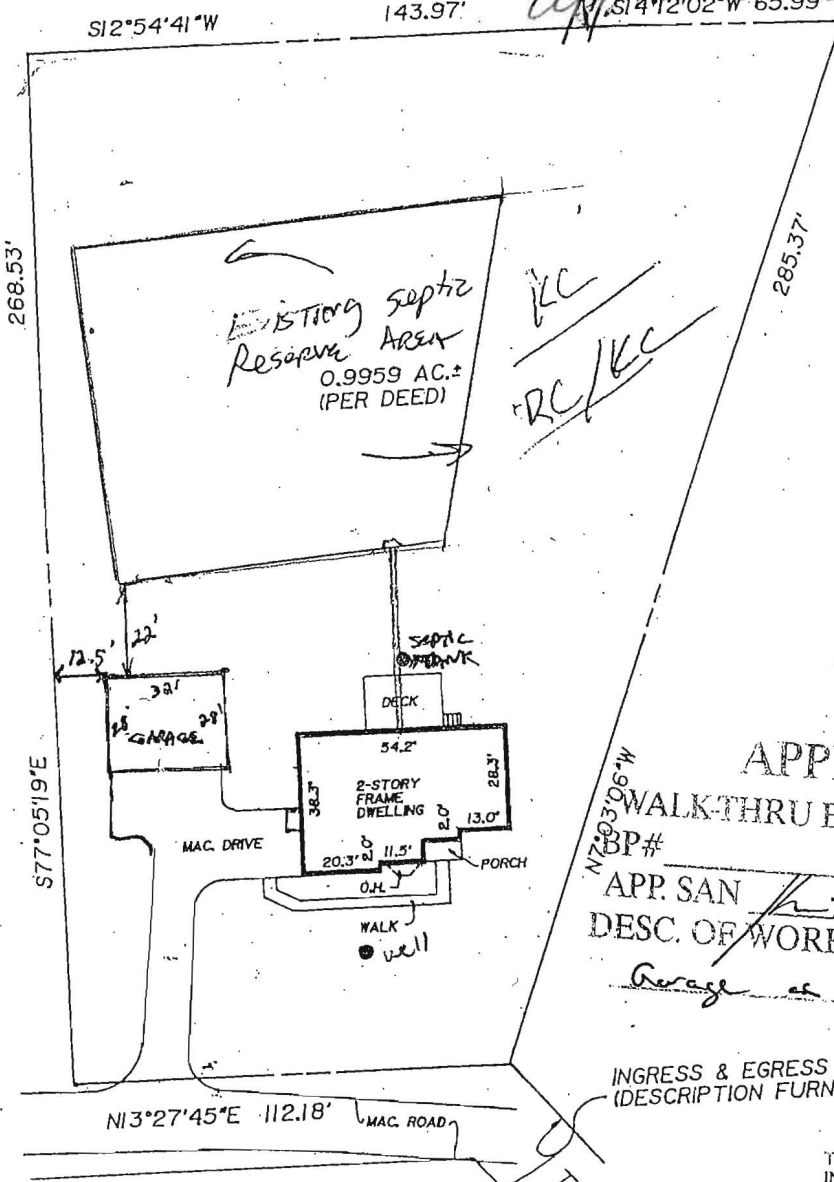 S12°54'41"W
143.97'
S14°12'02"W 65.99
268.53'
285.37'
Existing septic
Reserve Area
0.9959 AC.±
(PER DEED)
KC
RC/KC
22'
12.5'
SEPTIC
TANK
32'
28'
GARAGE
28'
DECK
54.2'
38.3'
28.3'
2-STORY
FRAME
DWELLING
2.0'
13.0'
20.3'
2.0'
11.5'
PORCH
O.H.
MAC. DRIVE
WALK
well
S77°05'19"E
N7°03'06"W
APP
WALK-THRU
BP#
APP. SAN
DESC. OF WORK
Garage
INGRESS & EGRESS
(DESCRIPTION FURN
N13°27'45"E 112.18'
MAC. ROAD